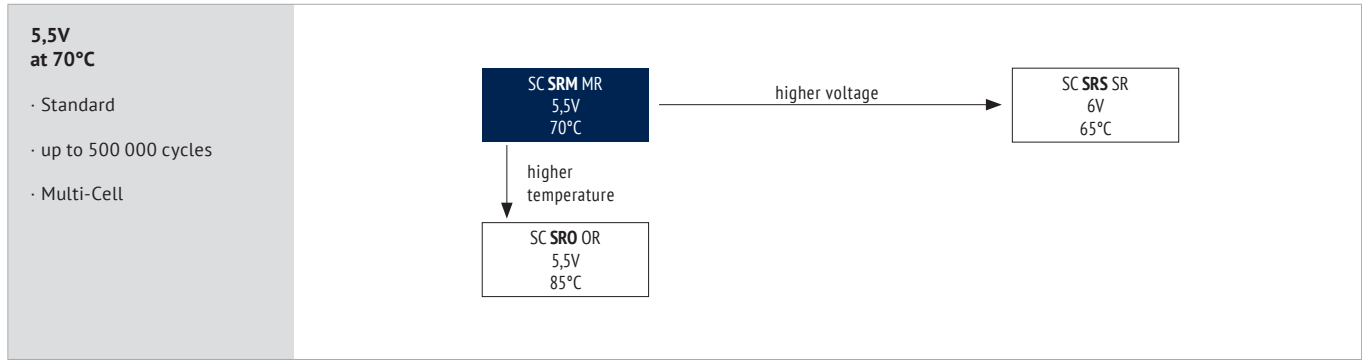 5,5V
at 70°C
· Standard
· up to 500 000 cycles
· Multi-Cell
SC SRM MR
5,5V
70°C
higher voltage
SC SRS SR
6V
65°C
higher
temperature
SC SRO OR
5,5V
85°C